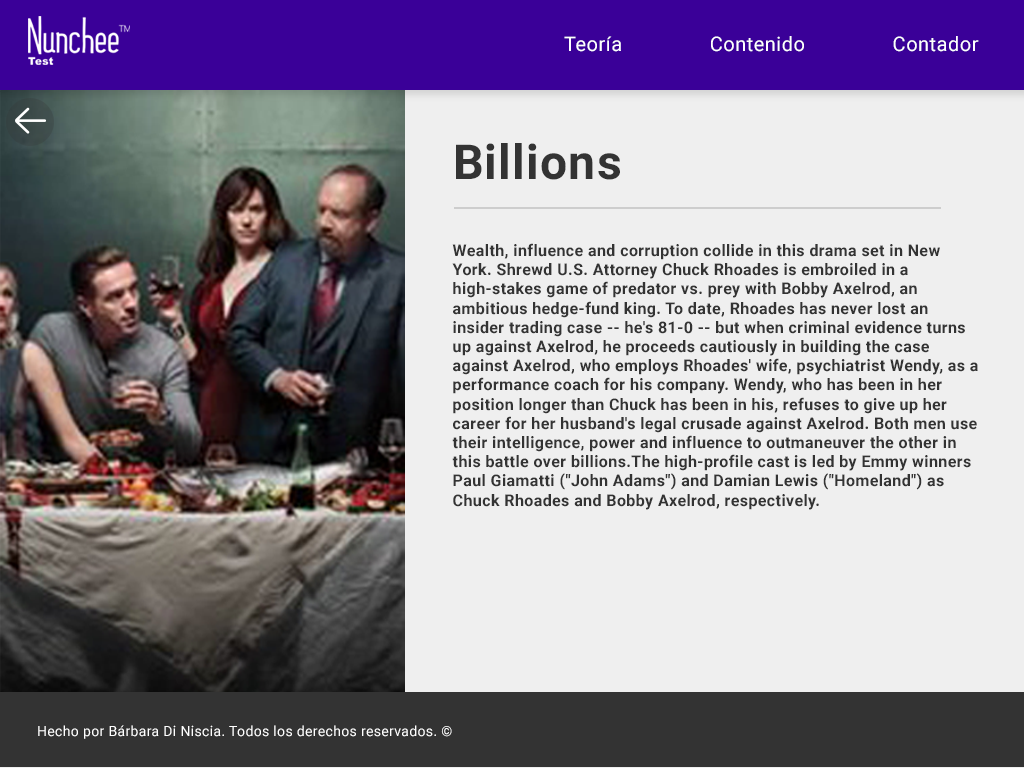 Nunchee™
Test
Teoría
Contenido
Contador
Billions
Wealth, influence and corruption collide in this drama set in New
York. Shrewd U.S. Attorney Chuck Rhoades is embroiled in a
high-stakes game of predator vs. prey with Bobby Axelrod, an
ambitious hedge-fund king. To date, Rhoades has never lost an
insider trading case -- he's 81-0 -- but when criminal evidence turns
up against Axelrod, he proceeds cautiously in building the case
against Axelrod, who employs Rhoades' wife, psychiatrist Wendy, as a
performance coach for his company. Wendy, who has been in her
position longer than Chuck has been in his, refuses to give up her
career for her husband's legal crusade against Axelrod. Both men use
their intelligence, power and influence to outmaneuver the other in
this battle over billions.The high-profile cast is led by Emmy winners
Paul Giamatti ("John Adams") and Damian Lewis ("Homeland") as
Chuck Rhoades and Bobby Axelrod, respectively.
Hecho por Bárbara Di Niscia. Todos los derechos reservados. ©